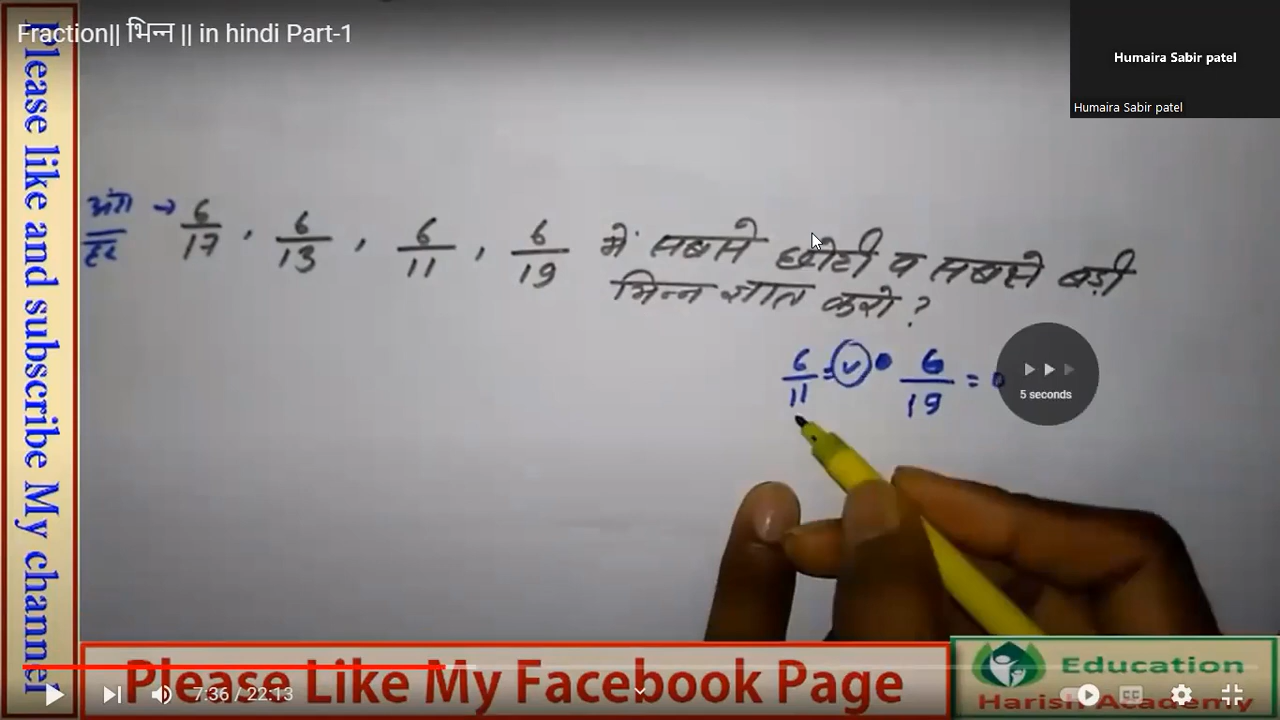 Fraction|| भिन्न || in hindi Part-1
Humaira Sabir patel
Humaira Sabir patel
Please like and subscribe My channel
अंश
हर
→ 6/17 , 6/13 , 6/11 , 6/19 में सबसे छोटी व सबसे बड़ी
भिन्न ज्ञात करो ?
6/11 = 6/19 = 0
5 seconds
Please Like My Facebook Page
Education
Harish Academy
7:36 / 22:13